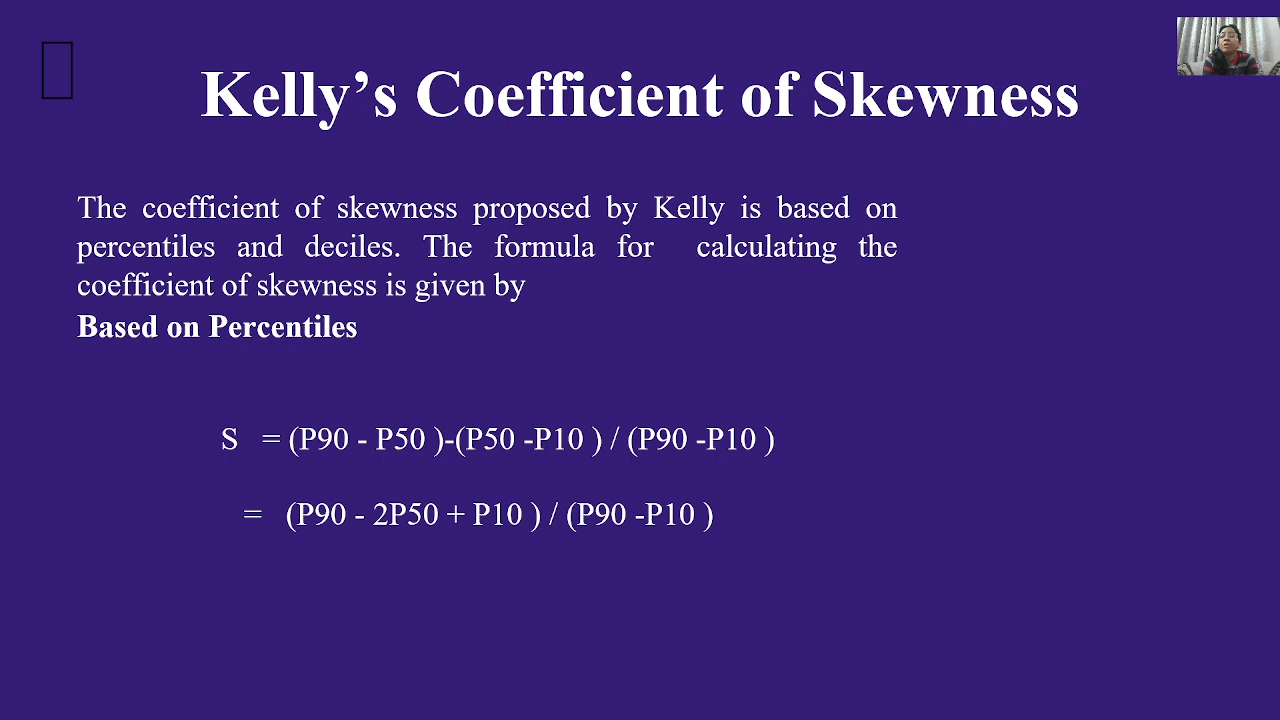 Kelly’s Coefficient of Skewness
The coefficient of skewness proposed by Kelly is based on
percentiles and deciles. The formula for calculating the
coefficient of skewness is given by
Based on Percentiles
S = (P90 - P50 )-(P50 -P10 ) / (P90 -P10 )
= (P90 - 2P50 + P10 ) / (P90 -P10 )